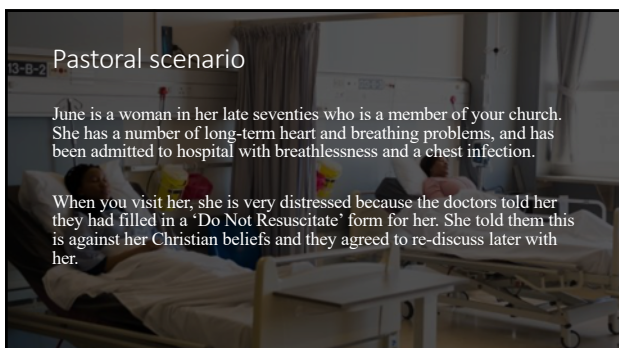 13-B-2
Pastoral scenario
June is a woman in her late seventies who is a member of your church.
She has a number of long-term heart and breathing problems, and has
been admitted to hospital with breathlessness and a chest infection.
When you visit her, she is very distressed because the doctors told her
they had filled in a ‘Do Not Resuscitate’ form for her. She told them this
is against her Christian beliefs and they agreed to re-discuss later with
her.